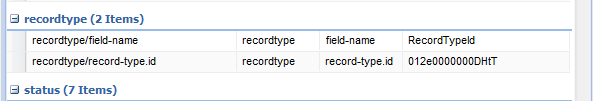 recordtype (2 Items)
recordtype/field-name recordtype field-name RecordTypeId
recordtype/record-type.id recordtype record-type.id 012e0000000DHtT
status (7 Items)